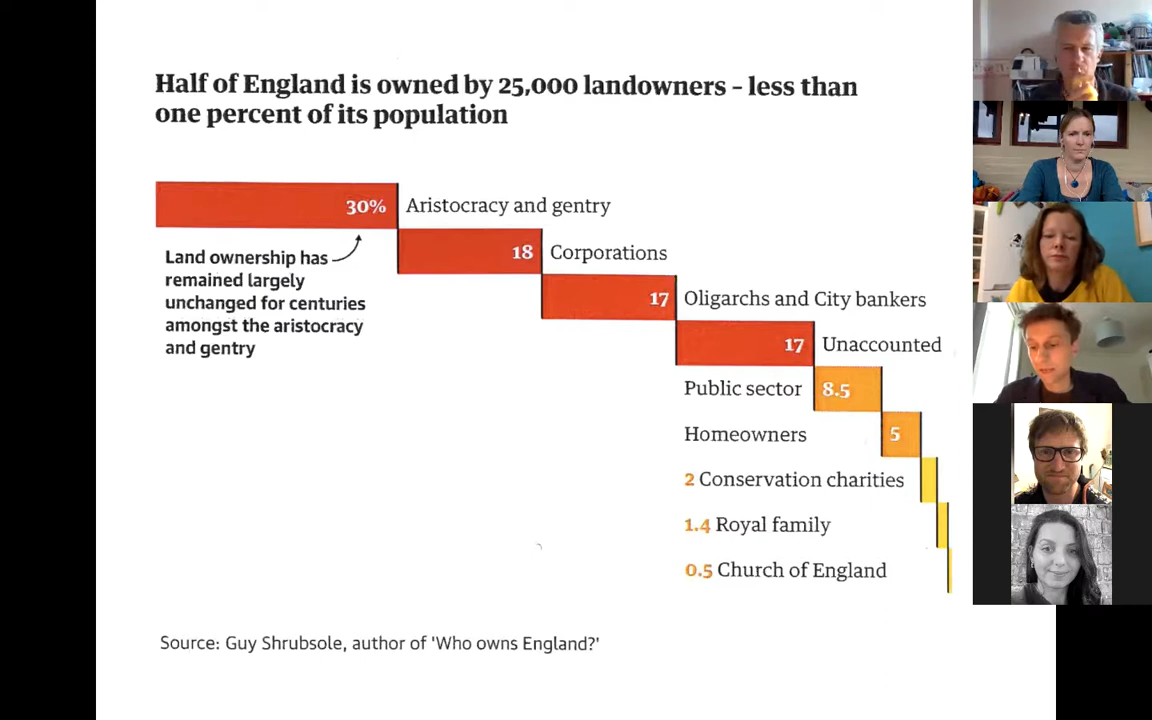 Half of England is owned by 25,000 landowners – less than
one percent of its population
30% Aristocracy and gentry
Land ownership has
remained largely
unchanged for centuries
amongst the aristocracy
and gentry
18 Corporations
17 Oligarchs and City bankers
17 Unaccounted
Public sector 8.5
Homeowners 5
2 Conservation charities
1.4 Royal family
0.5 Church of England
Source: Guy Shrubsole, author of 'Who owns England?'